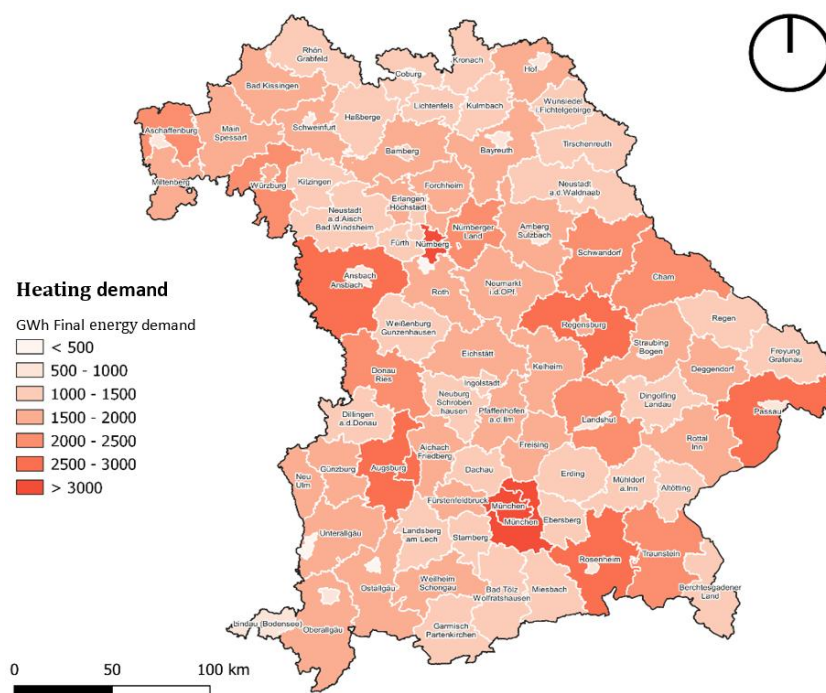 Rhön
Grabfeld
Coburg
Kronach
Hof
Bad Kissingen
Lichtenfels
Kulmbach
Wunsiedel
i.Fichtelgebirge
Haßberge
Aschaffenburg
Main
Spessart
Schweinfurt
Bamberg
Bayreuth
Tirschenreuth
Miltenberg
Würzburg
Kitzingen
Forchheim
Neustadt
a.d.Waldnaab
Erlangen
Höchstadt
Neustadt
a.d.Aisch
Bad Windsheim
Nürnberger
Land
Amberg
Sulzbach
Fürth
Nürnberg
Schwandorf
Ansbach
Ansbach
Cham
Roth
Neumarkt
i.d.OPf.
Heating demand
GWh Final energy demand
< 500
500 - 1000
1000 - 1500
1500 - 2000
2000 - 2500
2500 - 3000
> 3000
Weißenburg
Gunzenhausen
Regensburg
Regen
Straubing
Bogen
Freyung
Grafenau
Eichstätt
Kelheim
Deggendorf
Donau
Ries
Ingolstadt
Neuburg
Schroben
hausen
Pfaffenhofen
a.d.Ilm
Dingolfing
Landau
Dillingen
a.d.Donau
Landshut
Passau
Rottal
Inn
Aichach
Friedberg
Freising
Augsburg
Günzburg
Neu
Ulm
Dachau
Erding
Mühldorf
a.Inn
Altötting
Fürstenfeldbruck
München
München
Ebersberg
Unterallgäu
Landsberg
am Lech
Starnberg
Rosenheim
Traunstein
Weilheim
Schongau
Bad Tölz
Wolfratshausen
Miesbach
Berchtesgadener
Land
Ostallgäu
Garmisch
Partenkirchen
indau (Bodensee)
Oberallgäu
0 50 100 km